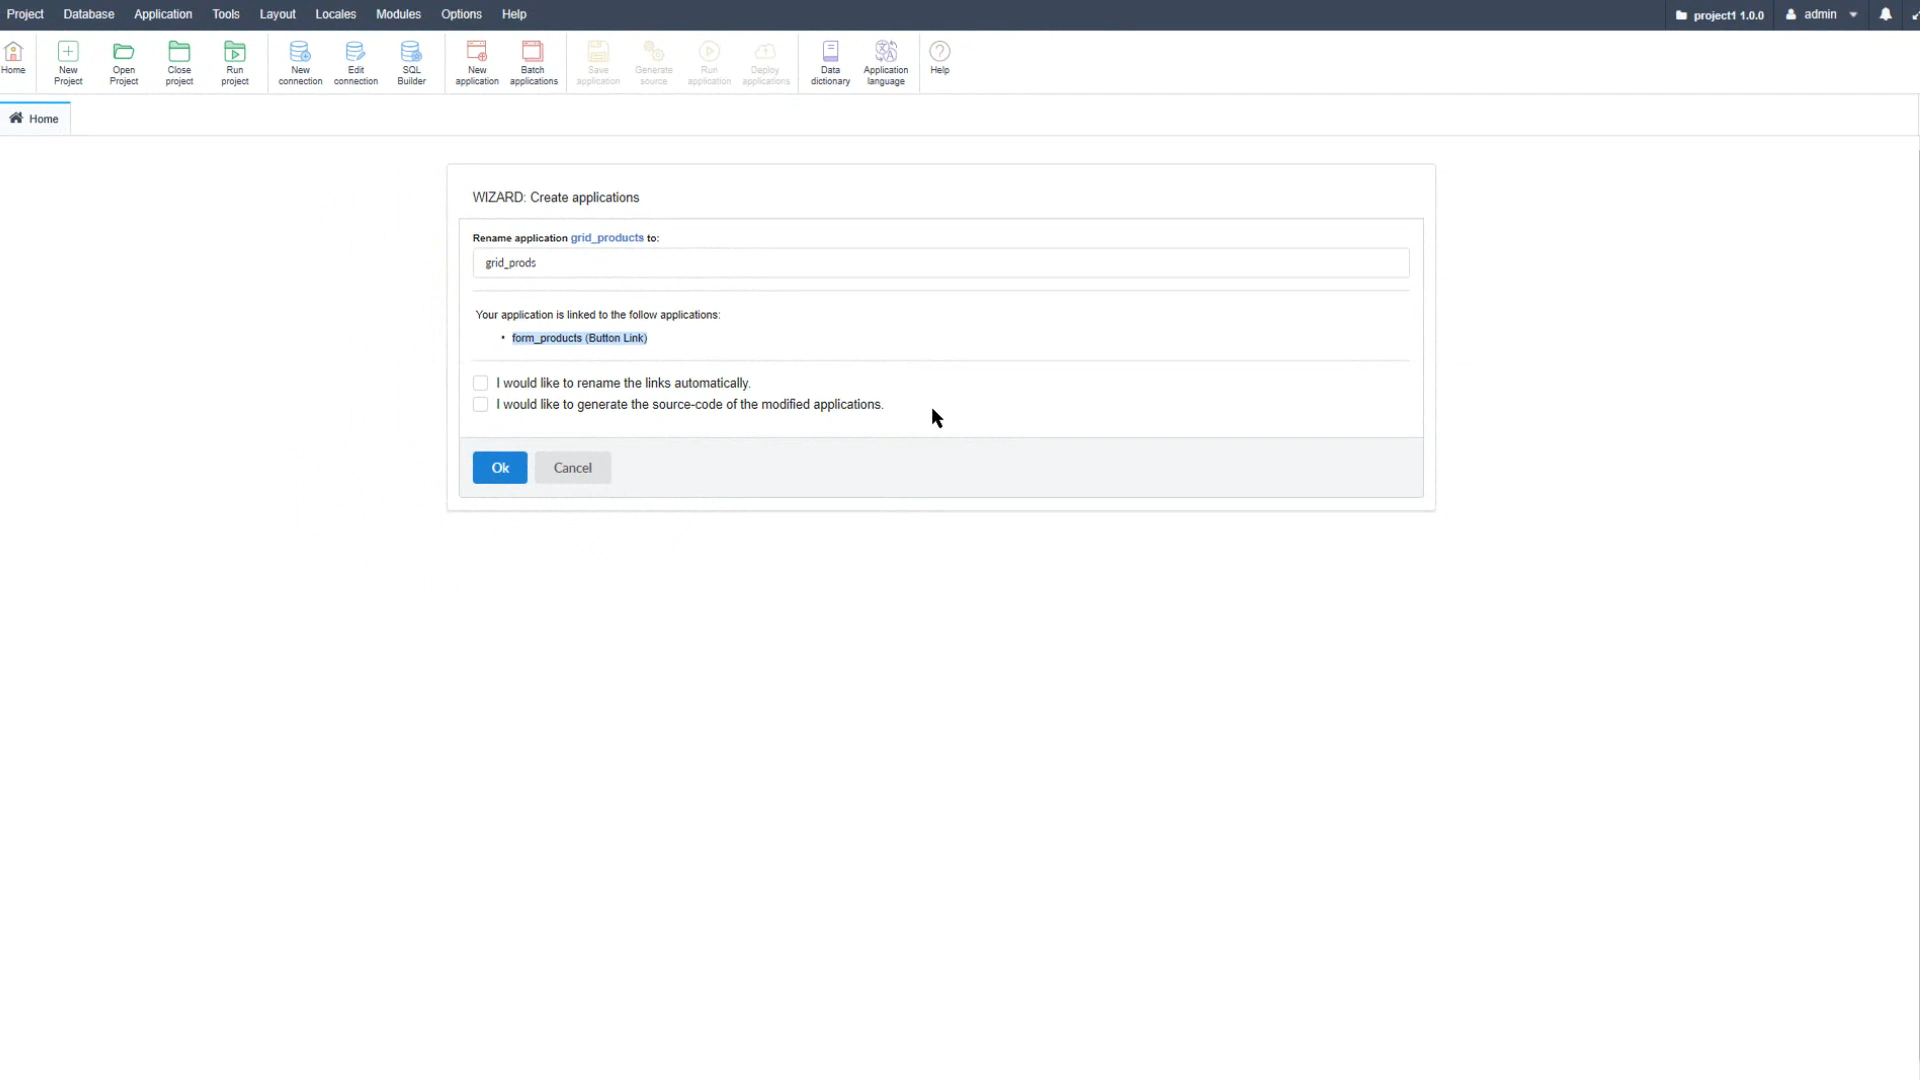 Project Database Application Tools Layout Locales Modules Options Help project1 1.0.0 admin
Home New Project Open Project Close project Run project New connection Edit connection SQL Builder New application Batch applications Save application Generate source Run application Deploy applications Data dictionary Application language Help
Home
WIZARD: Create applications
Rename application grid_products to:
grid_prods
Your application is linked to the follow applications:
• form_products (Button Link)
I would like to rename the links automatically.
I would like to generate the source-code of the modified applications.
Ok Cancel